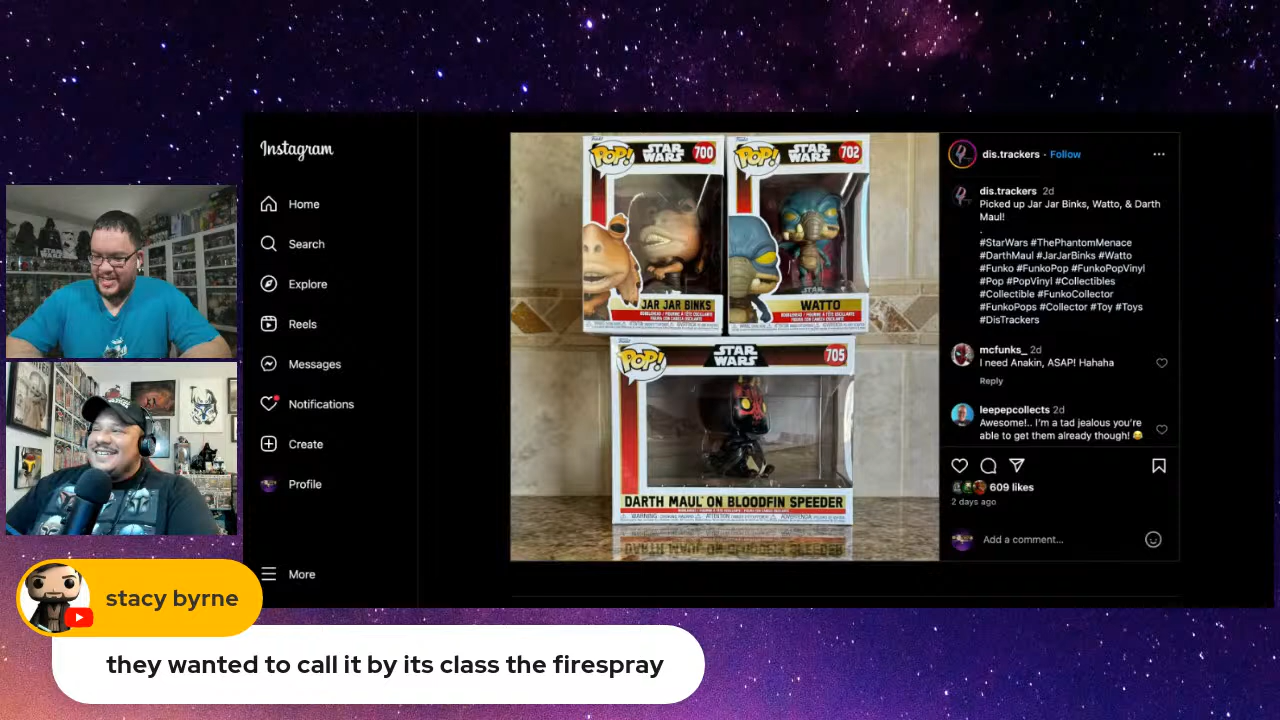 Instagram
Home
Search
Explore
Reels
Messages
Notifications
Create
Profile
More
POP!
STAR WARS
700
JAR JAR BINKS
POP!
STAR WARS
702
WATTO
POP!
STAR WARS
705
DARTH MAUL ON BLOODFIN SPEEDER
dis.trackers · Follow
dis.trackers 2d
Picked up Jar Jar Binks, Watto, & Darth
Maul!
.
#StarWars #ThePhantomMenace
#DarthMaul #JarJarBinks #Watto
#Funko #FunkoPop #FunkoPopVinyl
#Pop #PopVinyl #Collectibles
#Collectible #FunkoCollector
#FunkoPops #Collector #Toy #Toys
#DisTrackers
mcfunks_ 2d
I need Anakin, ASAP! Hahaha
Reply
leepepcollects 2d
Awesome!.. I'm a tad jealous you're
able to get them already though! 😂
609 likes
2 days ago
Add a comment...
stacy byrne
they wanted to call it by its class the firespray